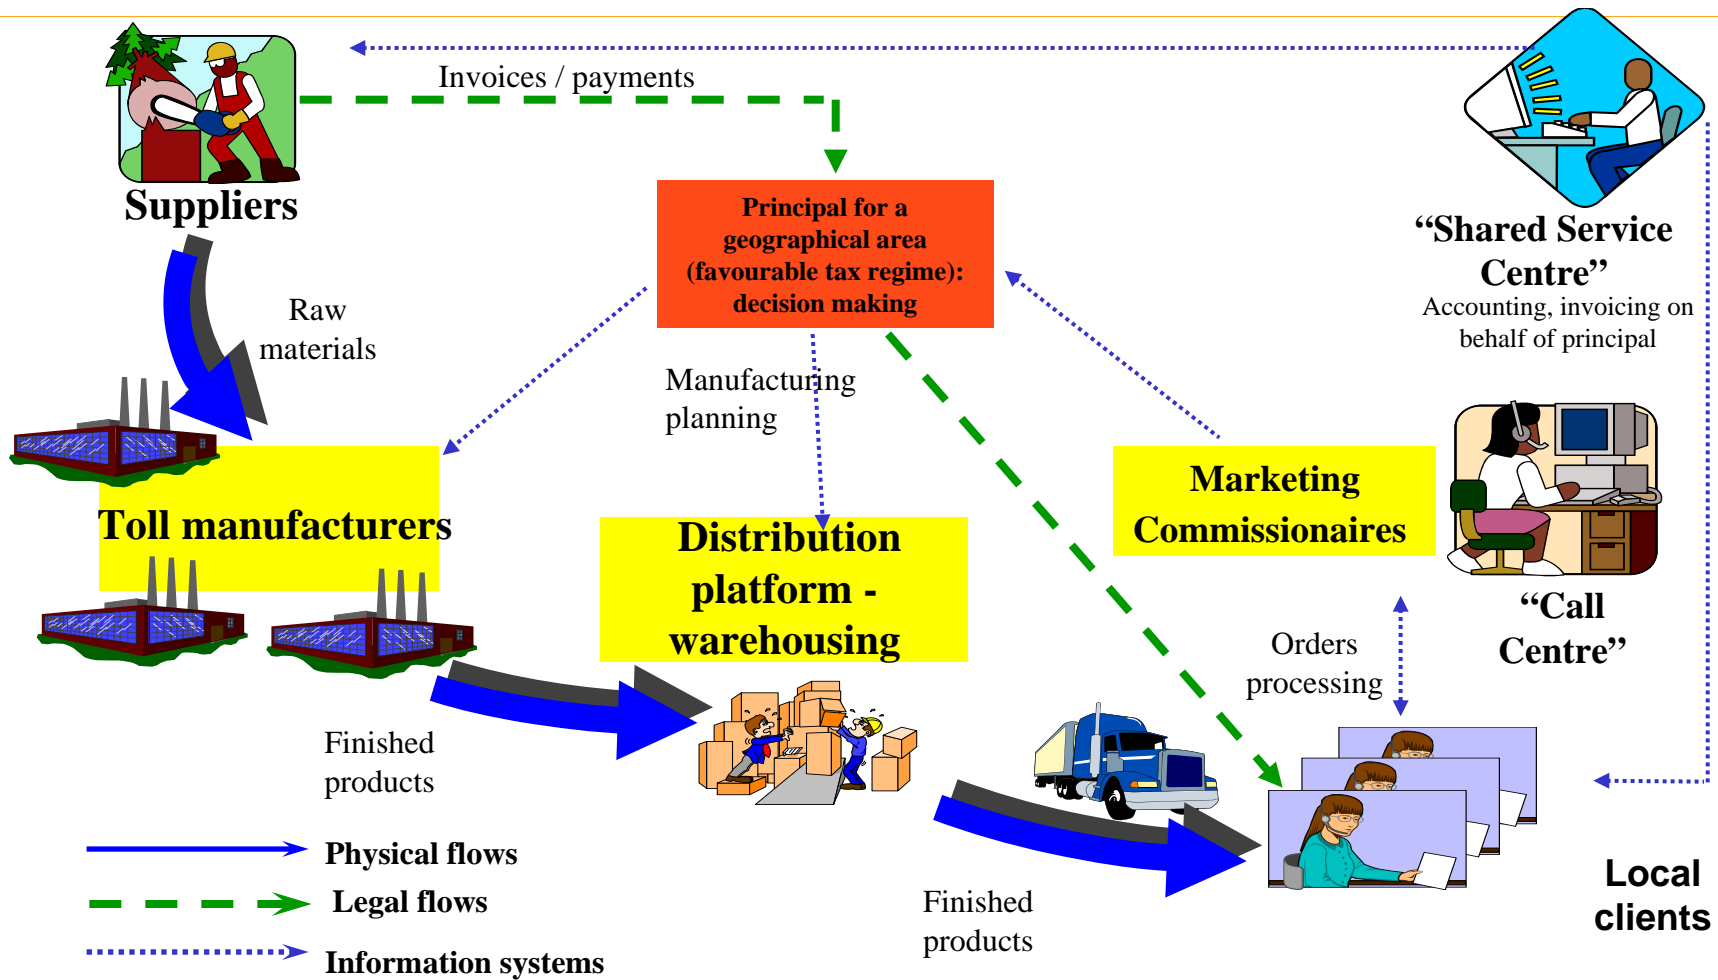 Invoices / payments
Suppliers
Principal for a
geographical area
(favourable tax regime):
decision making
“Shared Service
Centre”
Accounting, invoicing on
behalf of principal
Raw
materials
Manufacturing
planning
Toll manufacturers
Distribution
platform -
warehousing
Marketing
Commissionaires
“Call
Centre”
Orders
processing
Finished
products
Finished
products
Local
clients
Physical flows
Legal flows
Information systems